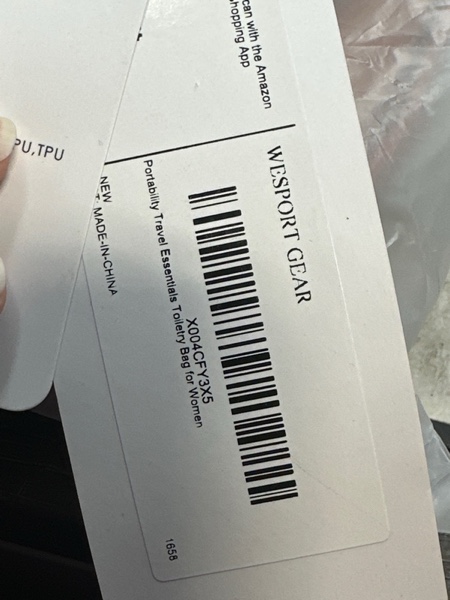 can with the Amazon
hopping App
WESPORT GEAR
X004CFY3X5
Portability Travel Essentials Toiletry Bag for Women
NEW
MADE-IN-CHINA
1658
PU,TPU